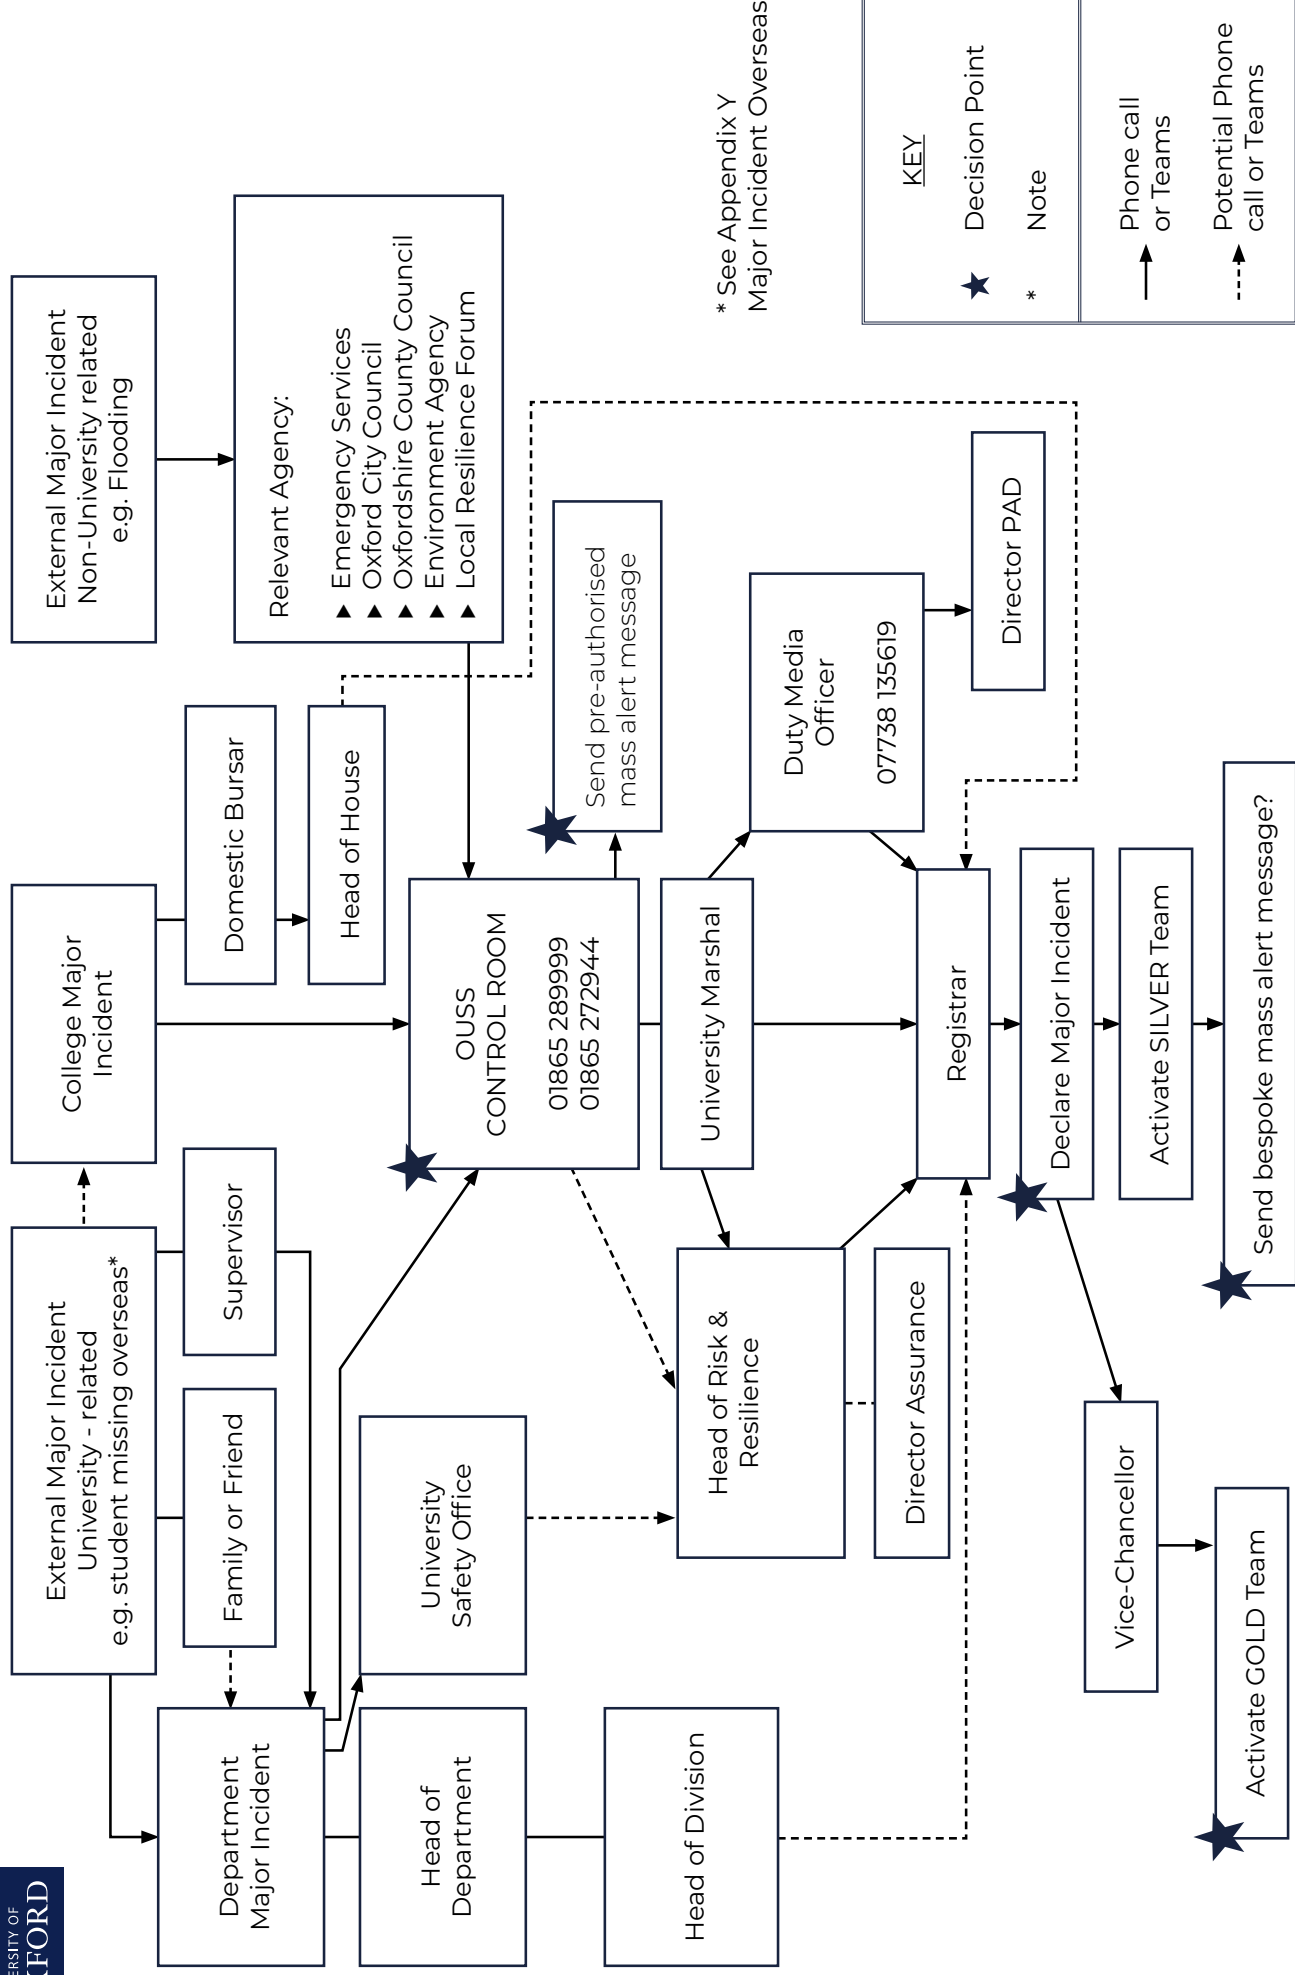 ERSITY OF
FORD
External Major Incident
University - related
e.g. student missing overseas*
College Major
Incident
External Major Incident
Non-University related
e.g. Flooding
Department
Major Incident
Family or Friend
Supervisor
Domestic Bursar
Head of House
Relevant Agency:
▶ Emergency Services
▶ Oxford City Council
▶ Oxfordshire County Council
▶ Environment Agency
▶ Local Resilience Forum
Head of
Department
University
Safety Office
OUSS
CONTROL ROOM
01865 289999
01865 272944
Send pre-authorised
mass alert message
Head of Division
Head of Risk &
Resilience
University Marshal
Duty Media
Officer
07738 135619
* See Appendix Y
Major Incident Overseas
Director Assurance
Registrar
Director PAD
Declare Major Incident
Vice-Chancellor
Activate SILVER Team
Activate GOLD Team
Send bespoke mass alert message?
KEY
Decision Point
* Note
Phone call
or Teams
Potential Phone
call or Teams